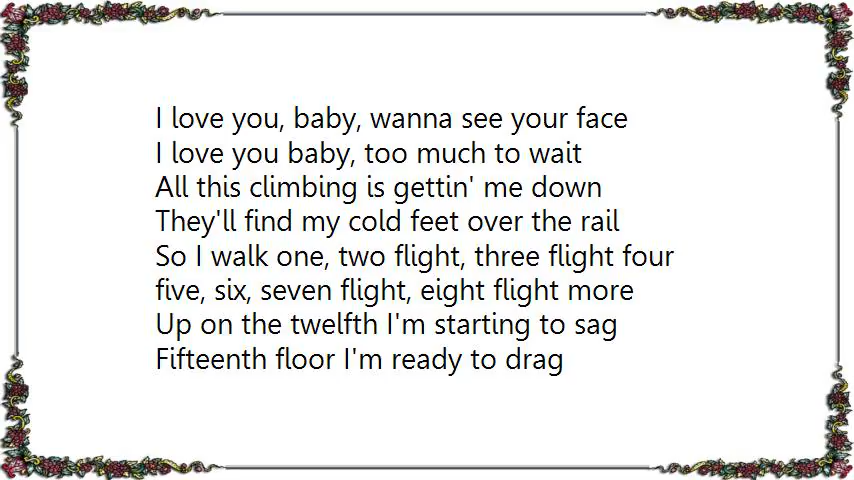 I love you, baby, wanna see your face
I love you baby, too much to wait
All this climbing is gettin' me down
They'll find my cold feet over the rail
So I walk one, two flight, three flight four
five, six, seven flight, eight flight more
Up on the twelfth I'm starting to sag
Fifteenth floor I'm ready to drag